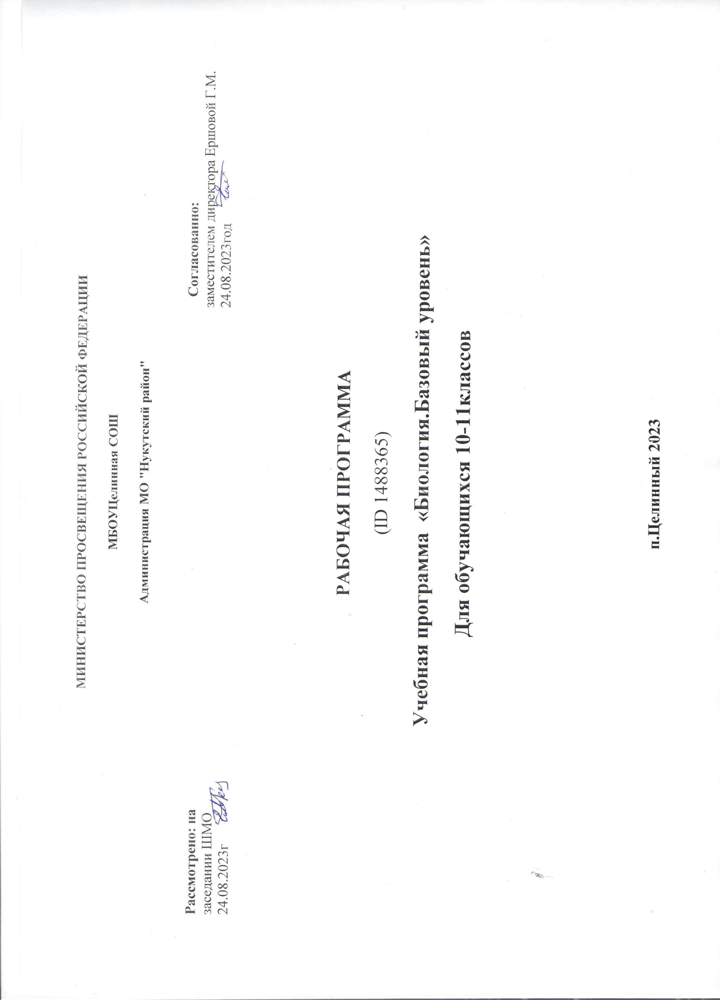 МИНИСТЕРСТВО ПРОСВЕЩЕНИЯ РОССИЙСКОЙ ФЕДЕРАЦИИ
МБОУЦелинная СОШ
Администрация МО "Нукутский район"
Рассмотрено: на
заседании ШМО
24.08.2023г
Согласованно:
заместителем директора Ершовой Г.М.
24.08.2023год
РАБОЧАЯ ПРОГРАММА
(ID 1488365)
Учебная программа «Биология.Базовый уровень»
Для обучающихся 10-11классов
п.Целинный 2023